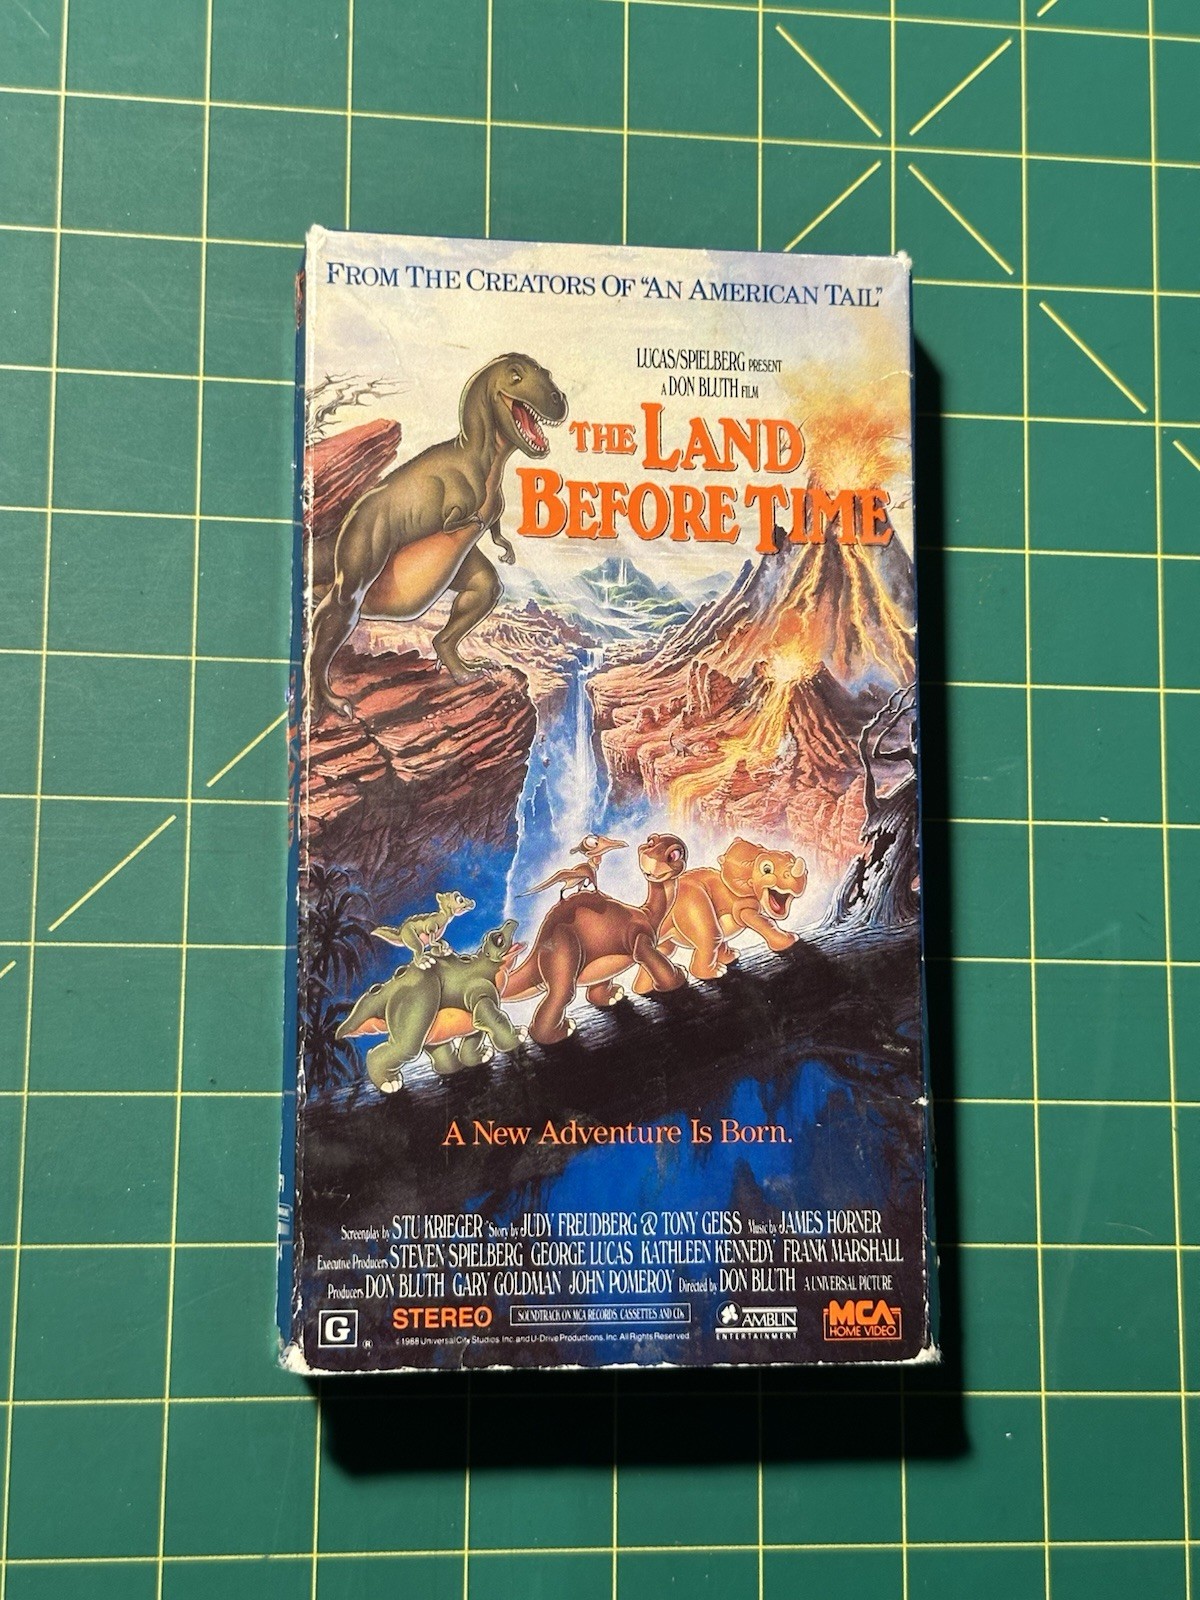 FROM THE CREATORS OF "AN AMERICAN TAIL"
LUCAS/SPIELBERG PRESENT
A DON BLUTH FILM
THE LAND
BEFORE TIME
A New Adventure Is Born.
Screenplay by STU KRIEGER Story by JUDY FREUDBERG & TONY GEISS Music by JAMES HORNER
Executive Producers STEVEN SPIELBERG GEORGE LUCAS KATHLEEN KENNEDY FRANK MARSHALL
Producers DON BLUTH GARY GOLDMAN JOHN POMEROY Directed by DON BLUTH A UNIVERSAL PICTURE
G ® STEREO SOUNDTRACK ON MCA RECORDS, CASSETTES AND CDs AMBLIN ENTERTAINMENT MCA HOME VIDEO
©1988 Universal City Studios, Inc. and U-Drive Productions, Inc. All Rights Reserved.